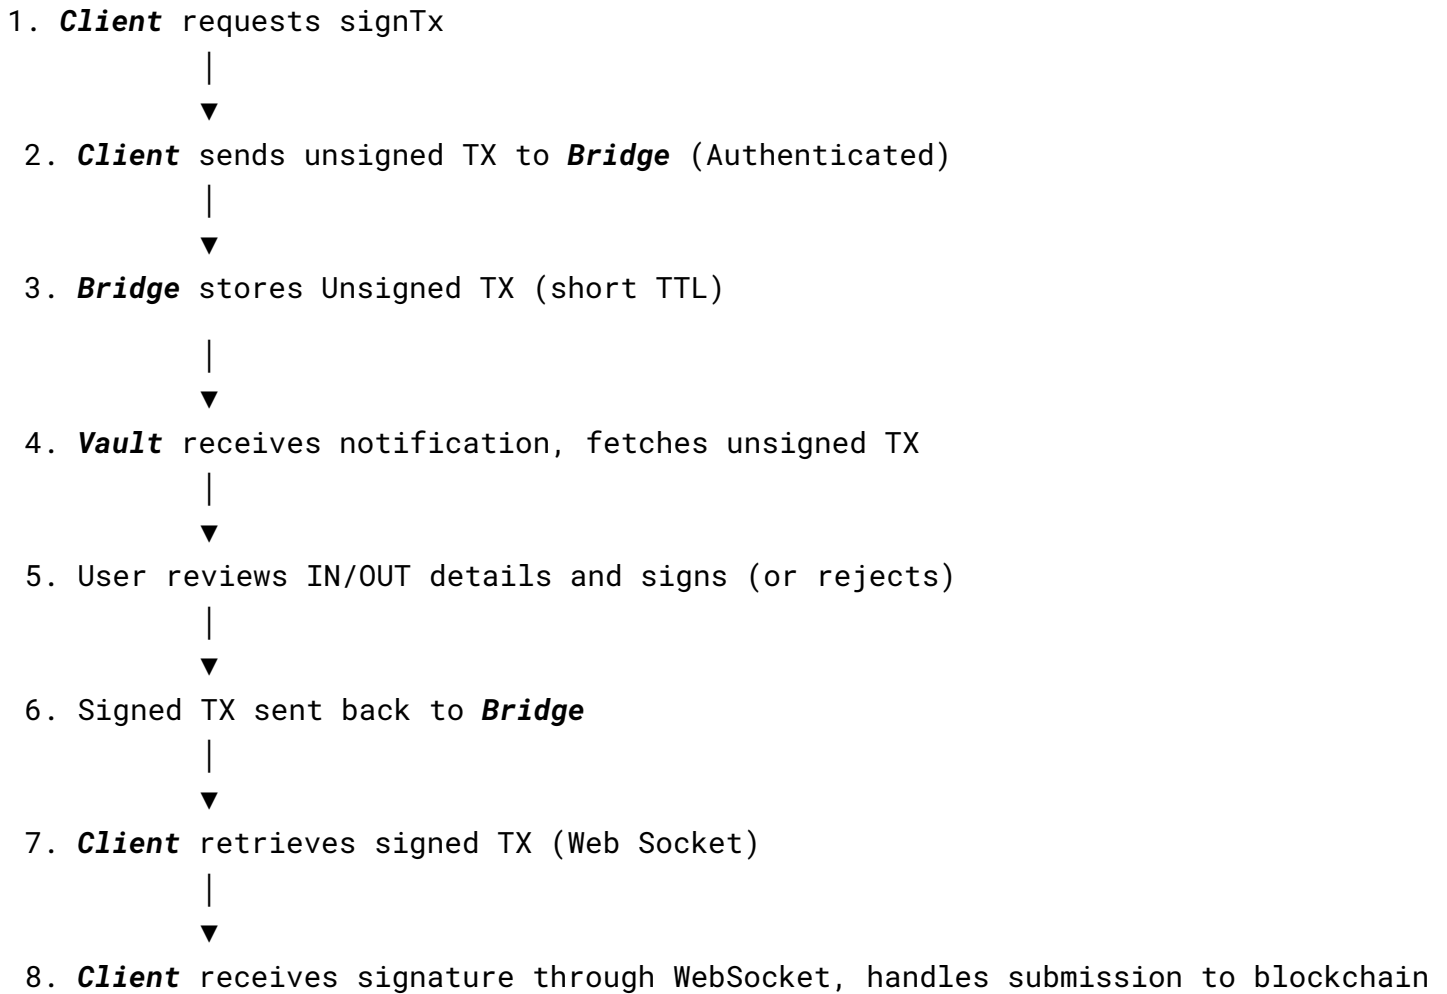 1. Client requests signTx
|
▼
2. Client sends unsigned TX to Bridge (Authenticated)
|
▼
3. Bridge stores Unsigned TX (short TTL)
|
▼
4. Vault receives notification, fetches unsigned TX
|
▼
5. User reviews IN/OUT details and signs (or rejects)
|
▼
6. Signed TX sent back to Bridge
|
▼
7. Client retrieves signed TX (Web Socket)
|
▼
8. Client receives signature through WebSocket, handles submission to blockchain